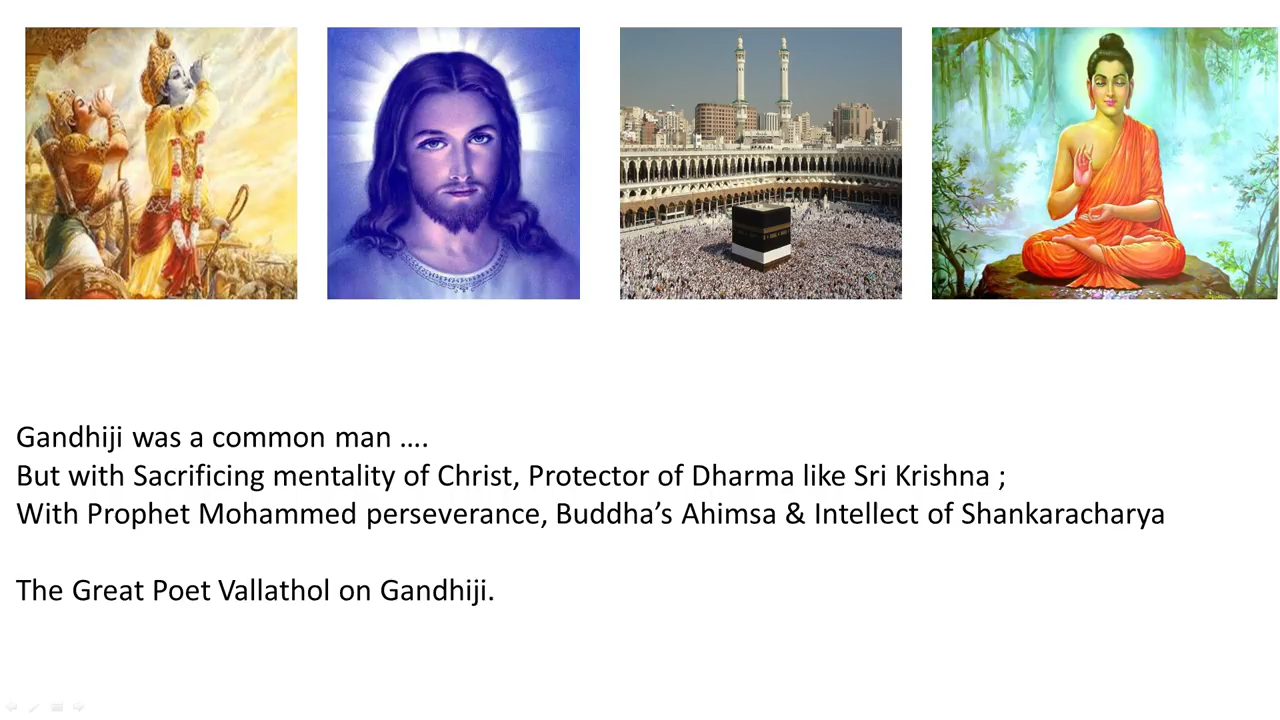 Gandhiji was a common man ....
But with Sacrificing mentality of Christ, Protector of Dharma like Sri Krishna ;
With Prophet Mohammed perseverance, Buddha’s Ahimsa & Intellect of Shankaracharya
The Great Poet Vallathol on Gandhiji.